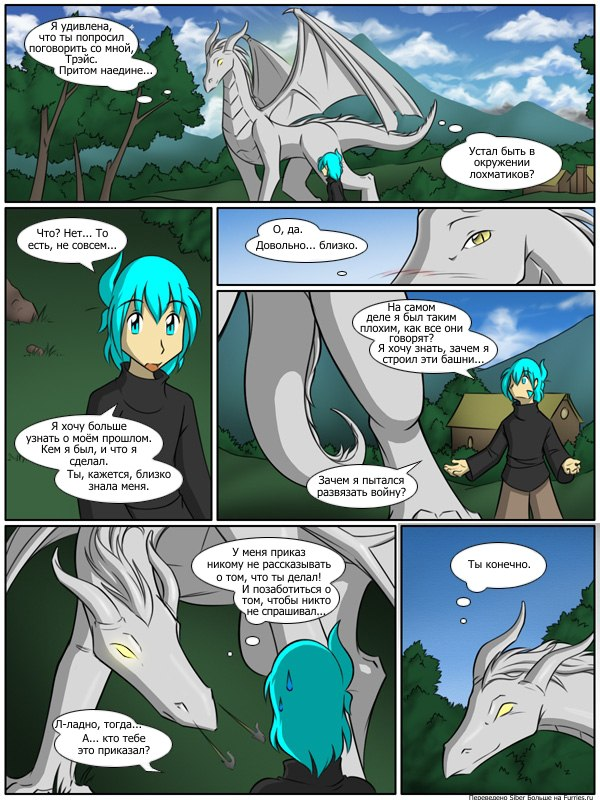 Я удивлена,
что ты попросил
поговорить со мной,
Трэйс.
Притом наедине...
Устал быть в
окружении
лохматиков?
Что? Нет... То
есть, не совсем...
О, да.
Довольно... близко.
Я хочу больше
узнать о моём прошлом.
Кем я был, и что я
сделал.
Ты, кажется, близко
знала меня.
На самом
деле я был таким
плохим, как все они
говорят?
Я хочу знать, зачем я
строил эти башни...
Зачем я пытался
развязать войну?
У меня приказ
никому не рассказывать
о том, что ты делал!
И позаботиться о
том, чтобы никто
не спрашивал...
Л-ладно, тогда...
А... кто тебе
это приказал?
Ты конечно.
Переведено Siber Больше на Furries.ru